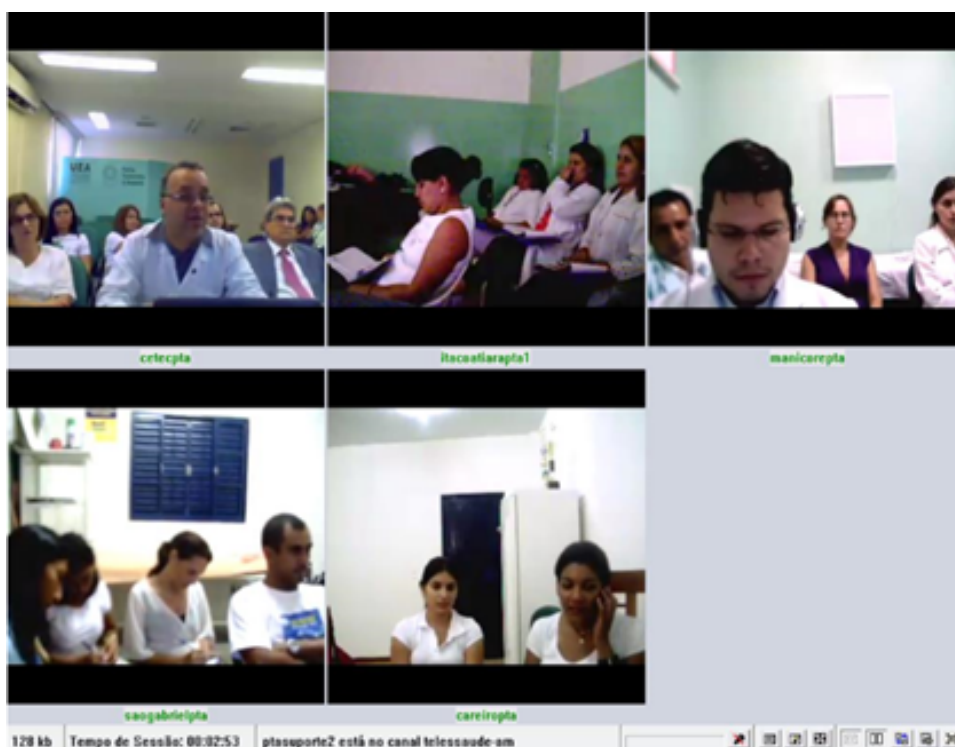 UEA
cetecpta
itacoatiarapta1
manicorepta
saogabrielpta
careiropta
128 kb
Tempo de Sessão: 00:02:53
ptasuporte2 está no canal telessaude-am